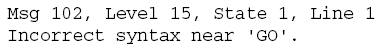 Msg 102, Level 15, State 1, Line 1
Incorrect syntax near 'GO'.